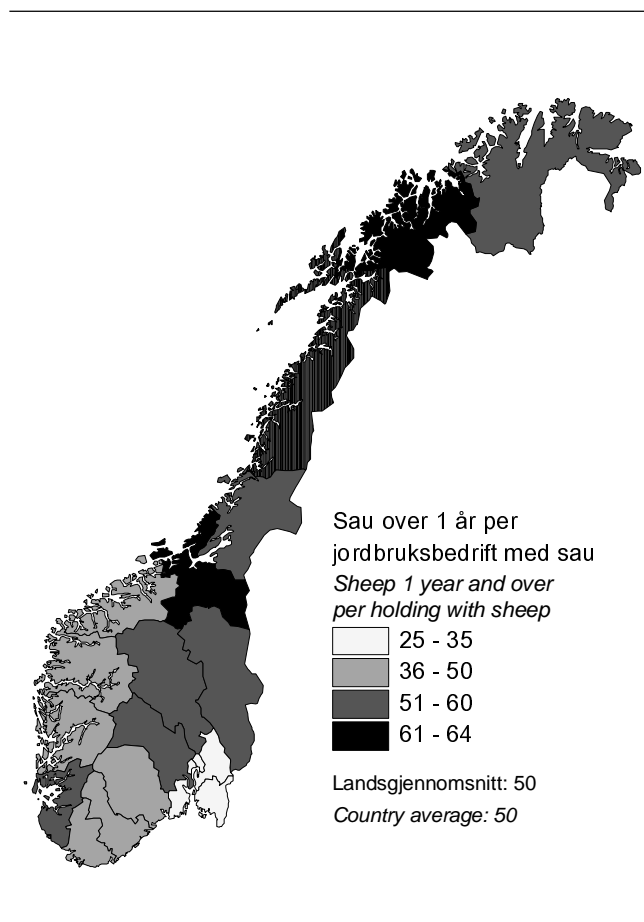 Sau over 1 år per
jordbruksbedrift med sau
Sheep 1 year and over
per holding with sheep
25 - 35
36 - 50
51 - 60
61 - 64
Landsgjennomsnitt: 50
Country average: 50